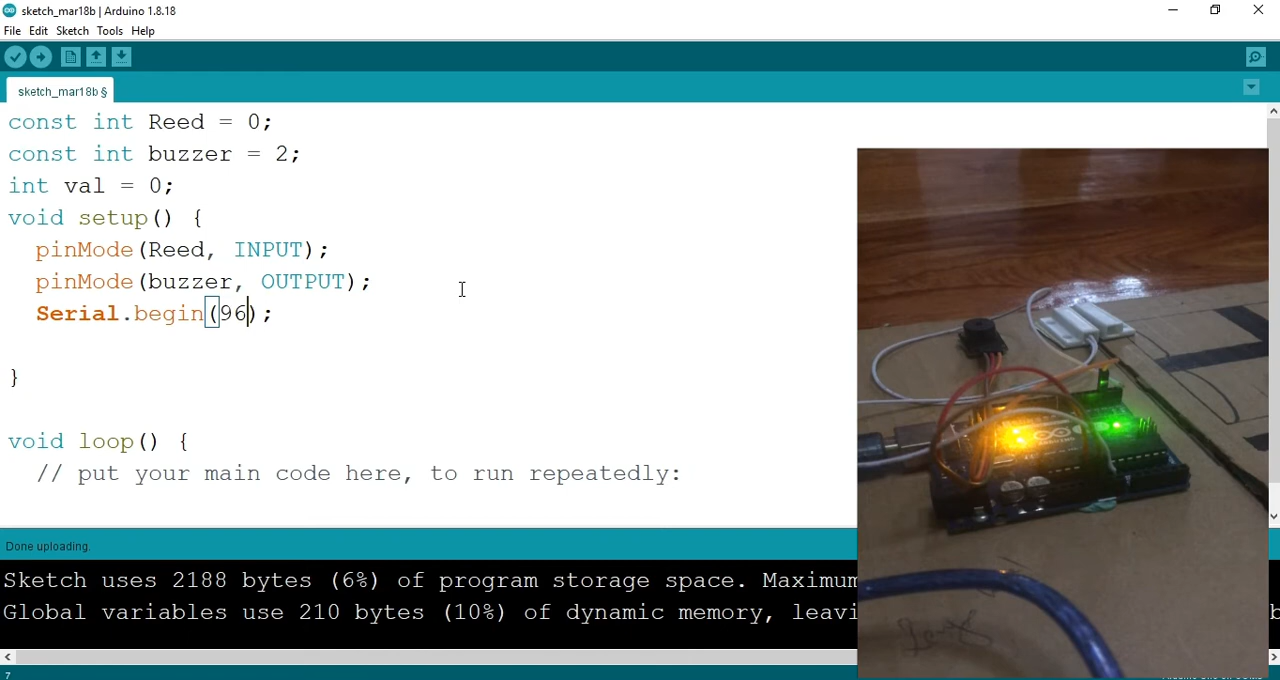 sketch_mar18b | Arduino 1.8.18
File Edit Sketch Tools Help
sketch_mar18b §
const int Reed = 0;
const int buzzer = 2;
int val = 0;
void setup() {
pinMode(Reed, INPUT);
pinMode(buzzer, OUTPUT);
Serial.begin(96);
}
void loop() {
// put your main code here, to run repeatedly:
Done uploading.
Sketch uses 2188 bytes (6%) of program storage space. Maximum
Global variables use 210 bytes (10%) of dynamic memory, leavi
7